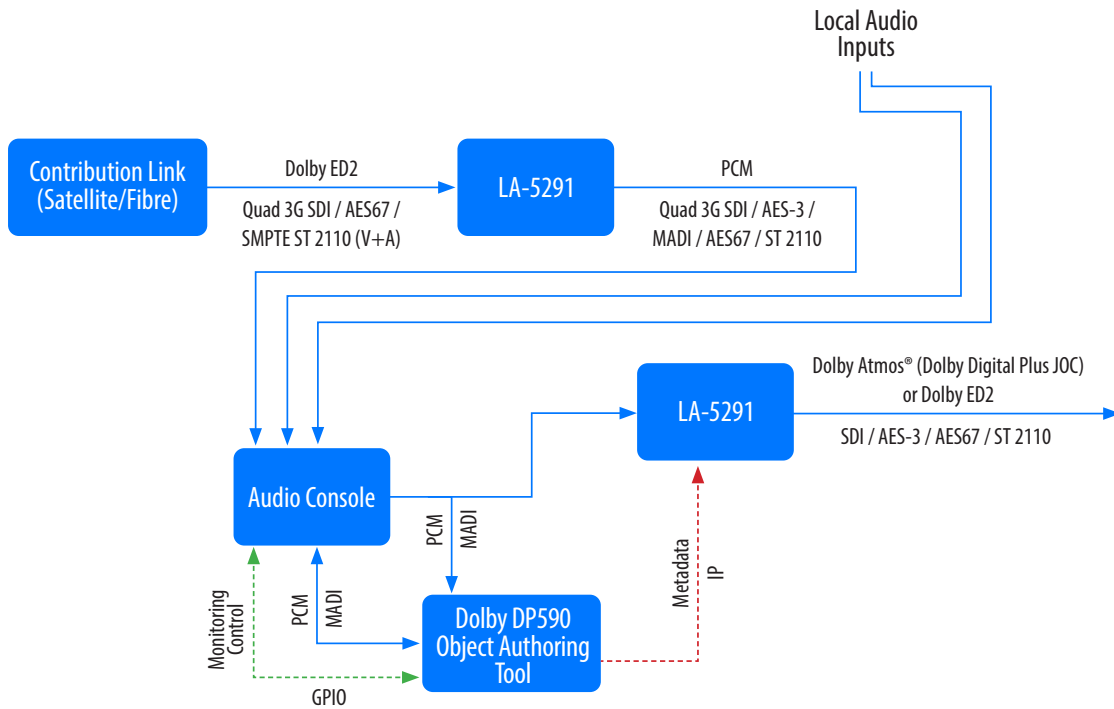 Local Audio
Inputs
Contribution Link
(Satellite/Fibre)
Dolby ED2
Quad 3G SDI / AES67 /
SMPTE ST 2110 (V+A)
LA-5291
PCM
Quad 3G SDI / AES-3 /
MADI / AES67 / ST 2110
LA-5291
Dolby Atmos® (Dolby Digital Plus JOC)
or Dolby ED2
SDI / AES-3 / AES67 / ST 2110
Audio Console
PCM
MADI
Metadata
IP
Monitoring
Control
PCM
MADI
Dolby DP590
Object Authoring
Tool
GPIO